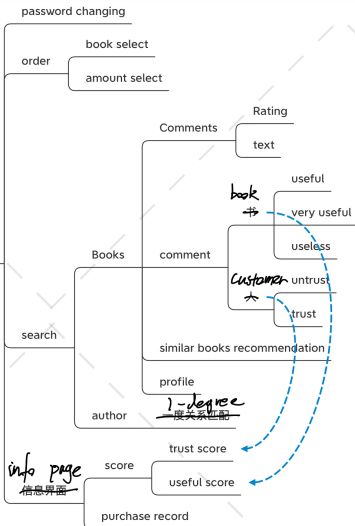 password changing
book select
order
amount select
Rating
Comments
text
useful
book
书
very useful
Books
comment
useless
customer
人
untrust
trust
search
similar books recommendation
profile
1-degree
一度关系匹配
author
trust score
info page
score
信息界面
useful score
purchase record